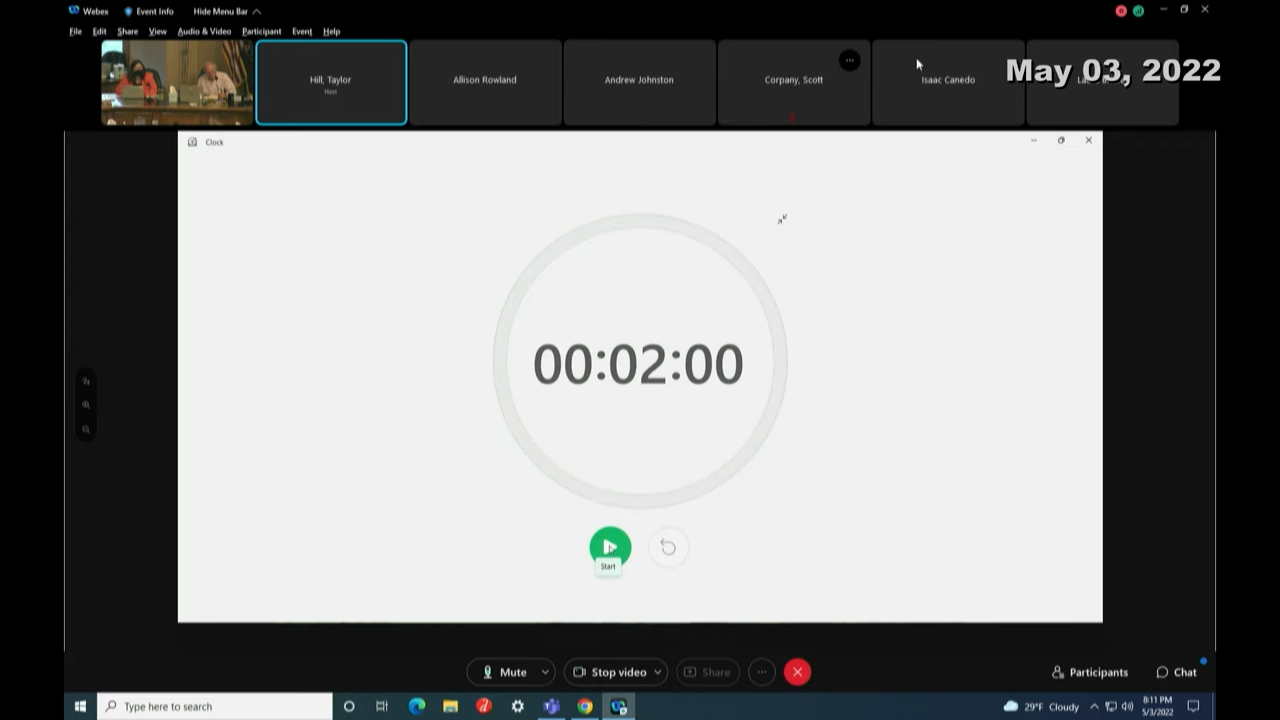 Webex Event Info Hide Menu Bar
File Edit Share View Audio & Video Participant Event Help
May 03, 2022
Hill, Taylor
Host
Allison Rowland
Andrew Johnston
Corpany, Scott
Isaac Canedo
Clock
00:02:00
Start
Mute Stop video Share
Participants Chat
Type here to search
29°F Cloudy
8:11 PM
5/3/2022